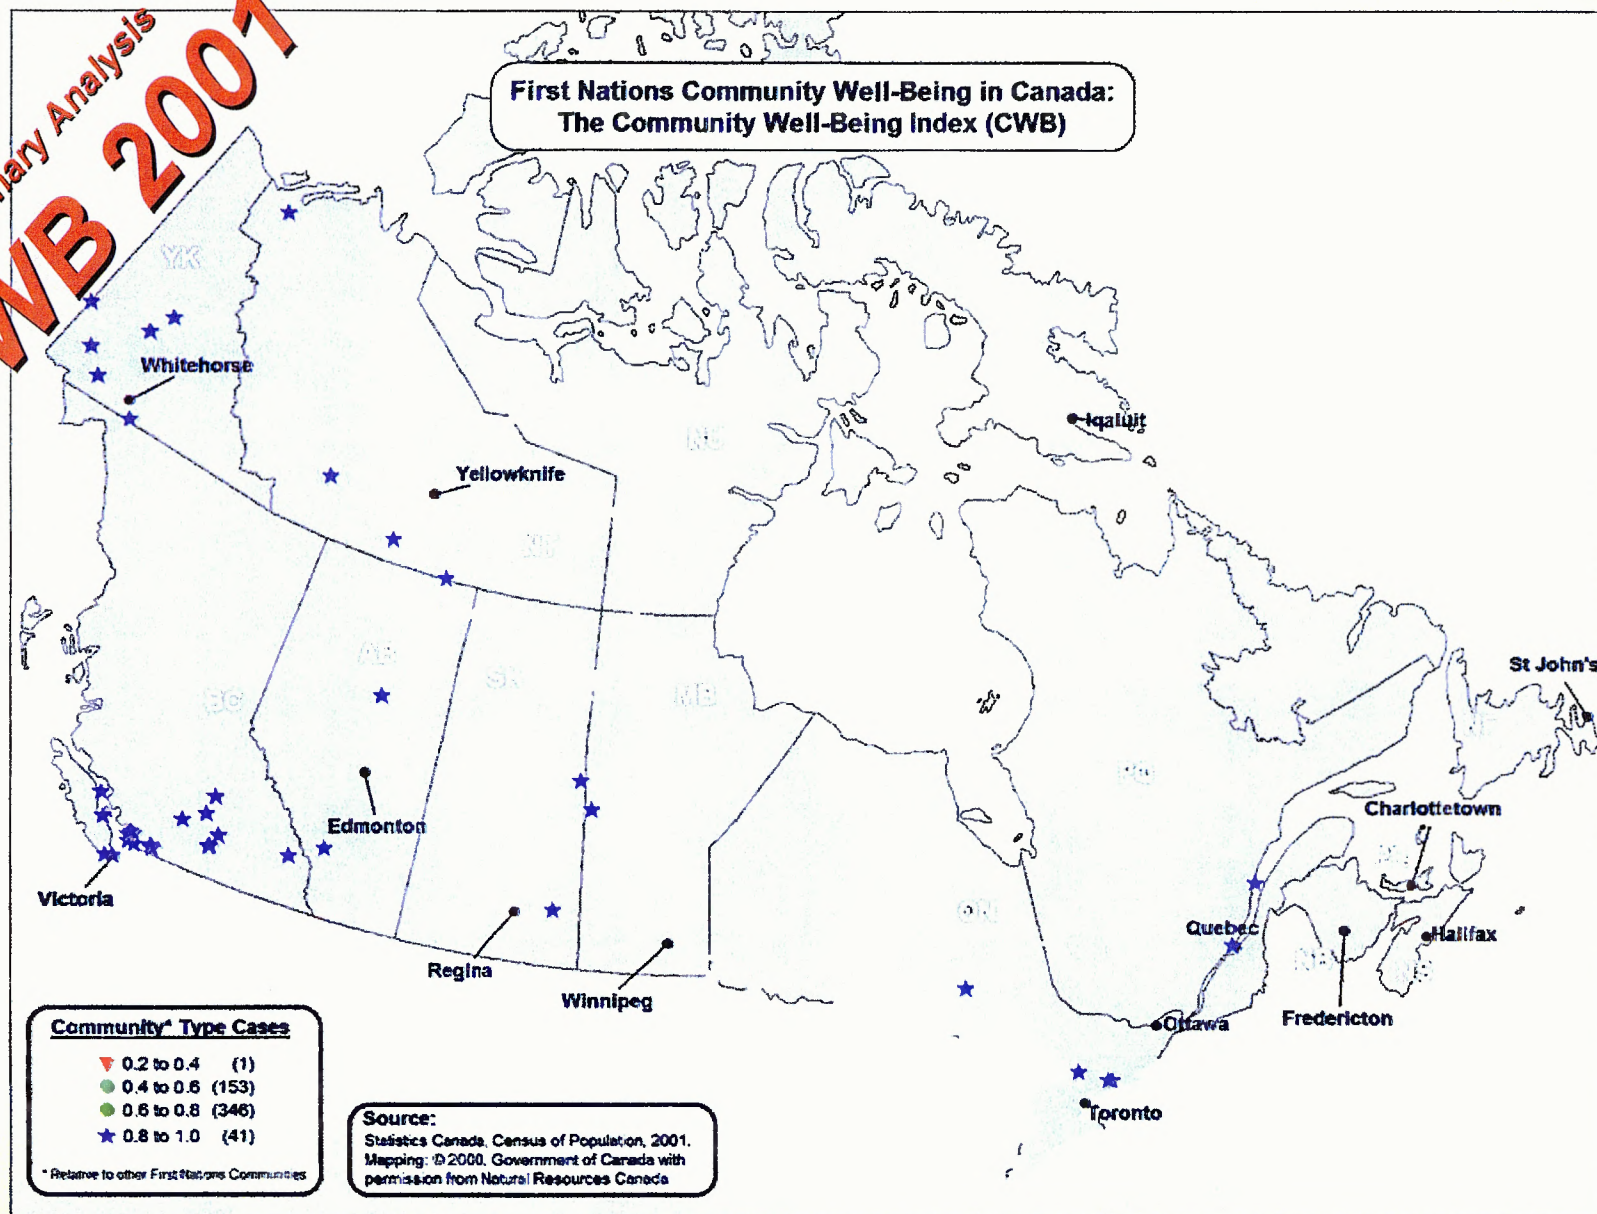 nary Analysis
WB 2001
First Nations Community Well-Being in Canada:
The Community Well-Being Index (CWB)
YK
Whitehorse
Iqaluit
NU
Yellowknife
NT
AB
SK
BC
MB
St John's
Charlottetown
Edmonton
Victoria
ON
Quebec
Halifax
Regina
NB
NS
Winnipeg
Ottawa
Fredericton
Toronto
Community* Type Cases
0.2 to 0.4 (1)
0.4 to 0.6 (153)
0.6 to 0.8 (346)
0.8 to 1.0 (41)
* Relative to other First Nations Communities
Source:
Statistics Canada, Census of Population, 2001.
Mapping: © 2000, Government of Canada with
permission from Natural Resources Canada